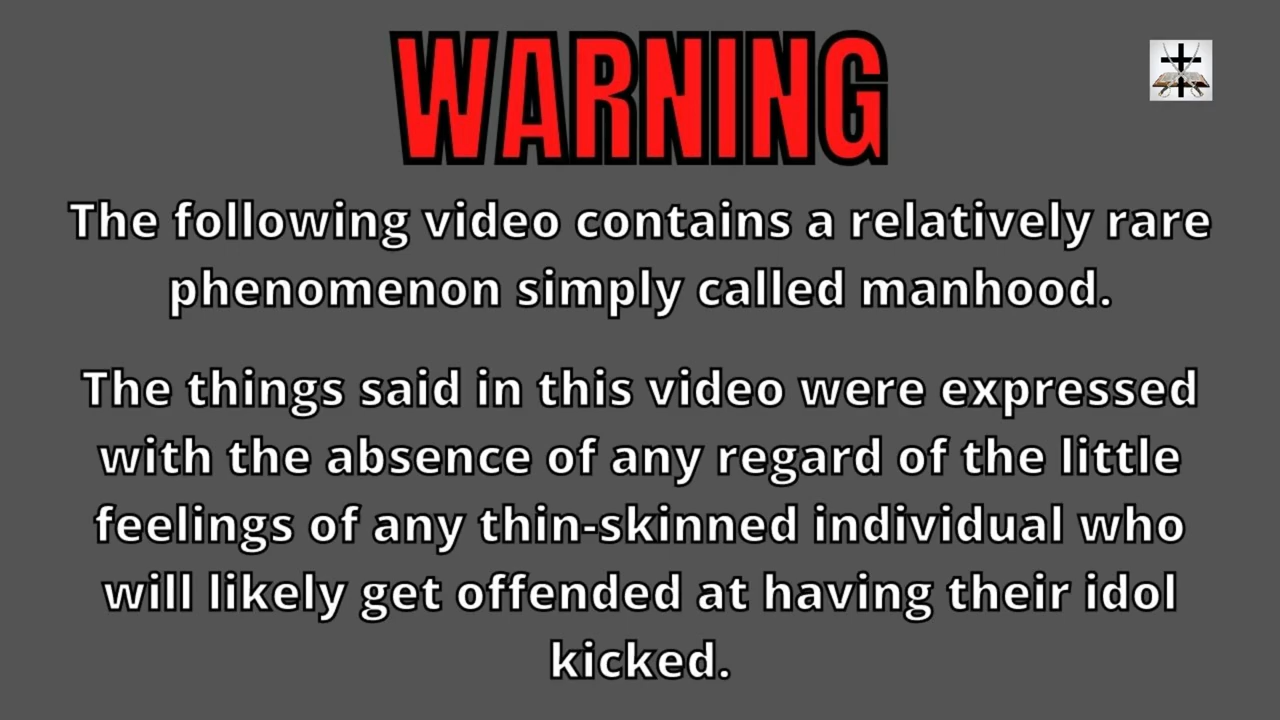 WARNING
The following video contains a relatively rare
phenomenon simply called manhood.
The things said in this video were expressed
with the absence of any regard of the little
feelings of any thin-skinned individual who
will likely get offended at having their idol
kicked.